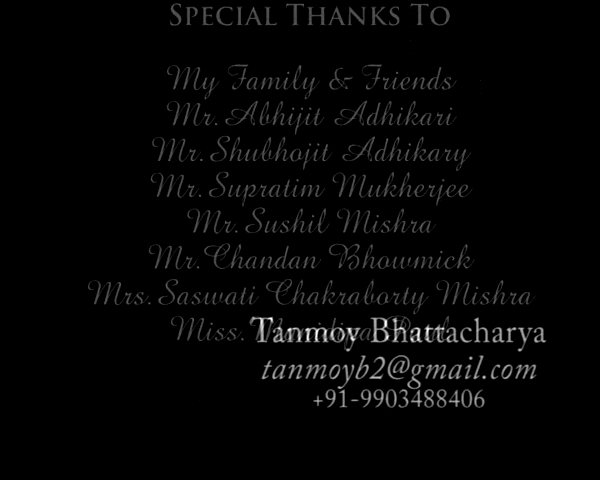 SPECIAL THANKS TO
My Family & Friends
Mr. Abhijit Adhikari
Mr. Shubhojit Adhikary
Mr. Supratim Mukherjee
Mr. Sushil Mishra
Mr. Chandan Bhowmick
Mrs. Saswati Chakraborty Mishra
Miss.
Tanmoy Bhattacharya
tanmoyb2@gmail.com
+91-9903488406